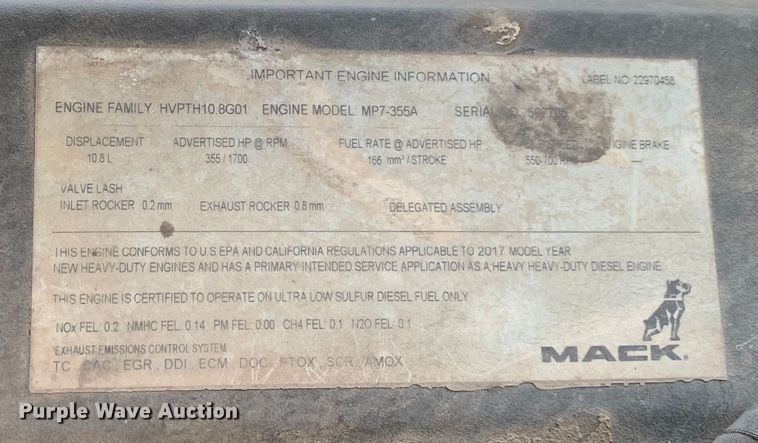 IMPORTANT ENGINE INFORMATION LABEL NO 22970456
ENGINE FAMILY HVPTH10.8G01 ENGINE MODEL: MP7-355A SERIAL
DISPLACEMENT ADVERTISED HP @ RPM FUEL RATE @ ADVERTISED HP ENGINE BRAKE
10.8 L 355 / 1700 166 mm³ / STROKE 550-700 —
VALVE LASH
INLET ROCKER 0.2 mm EXHAUST ROCKER 0.8 mm DELEGATED ASSEMBLY
THIS ENGINE CONFORMS TO U.S EPA AND CALIFORNIA REGULATIONS APPLICABLE TO 2017 MODEL YEAR
NEW HEAVY-DUTY ENGINES AND HAS A PRIMARY INTENDED SERVICE APPLICATION AS A HEAVY HEAVY-DUTY DIESEL ENGINE
THIS ENGINE IS CERTIFIED TO OPERATE ON ULTRA LOW SULFUR DIESEL FUEL ONLY
NOx FEL: 0.2 NMHC FEL: 0.14 PM FEL: 0.00 CH4 FEL: 0.1 N2O FEL: 0.1
EXHAUST EMISSIONS CONTROL SYSTEM
TC , CAC , EGR , DDI , ECM , DOC , PTOX , SCR , AMOX
MACK®
Purple Wave Auction